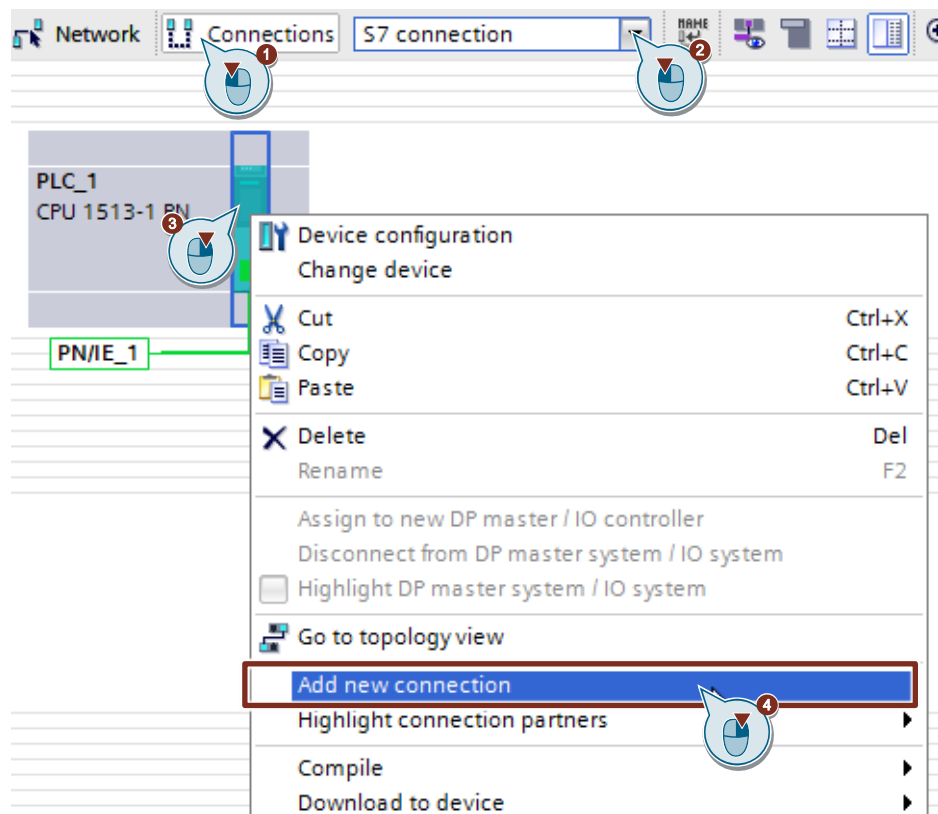 Network Connections S7 connection NAME
1
2
PLC_1
CPU 1513-1 PN
3
Device configuration
Change device
Cut Ctrl+X
Copy Ctrl+C
PN/IE_1
Paste Ctrl+V
Delete Del
Rename F2
Assign to new DP master / IO controller
Disconnect from DP master system / IO system
Highlight DP master system / IO system
Go to topology view
Add new connection
4
Highlight connection partners
Compile
Download to device